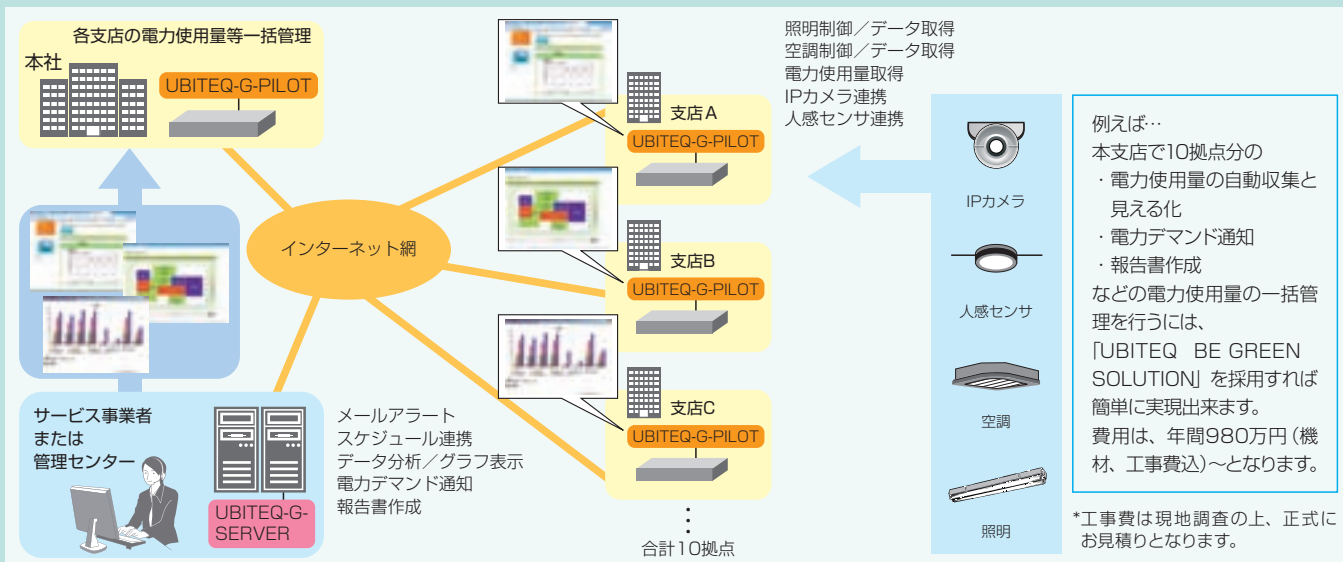 各支店の電力使用量等一括管理
本社
UBITEQ-G-PILOT
インターネット網
サービス事業者
または
管理センター
UBITEQ-G-
SERVER
メールアラート
スケジュール連携
データ分析／グラフ表示
電力デマンド通知
報告書作成
支店A
UBITEQ-G-PILOT
支店B
UBITEQ-G-PILOT
支店C
UBITEQ-G-PILOT
合計10拠点
照明制御／データ取得
空調制御／データ取得
電力使用量取得
IPカメラ連携
人感センサ連携
IPカメラ
人感センサ
空調
照明
例えば…
本支店で10拠点分の
・電力使用量の自動収集と
見える化
・電力デマンド通知
・報告書作成
などの電力使用量の一括管
理を行うには、
「UBITEQ BE GREEN
SOLUTION」を採用すれば
簡単に実現出来ます。
費用は、年間980万円（機
材、工事費込）～となります。
*工事費は現地調査の上、正式に
お見積りとなります。